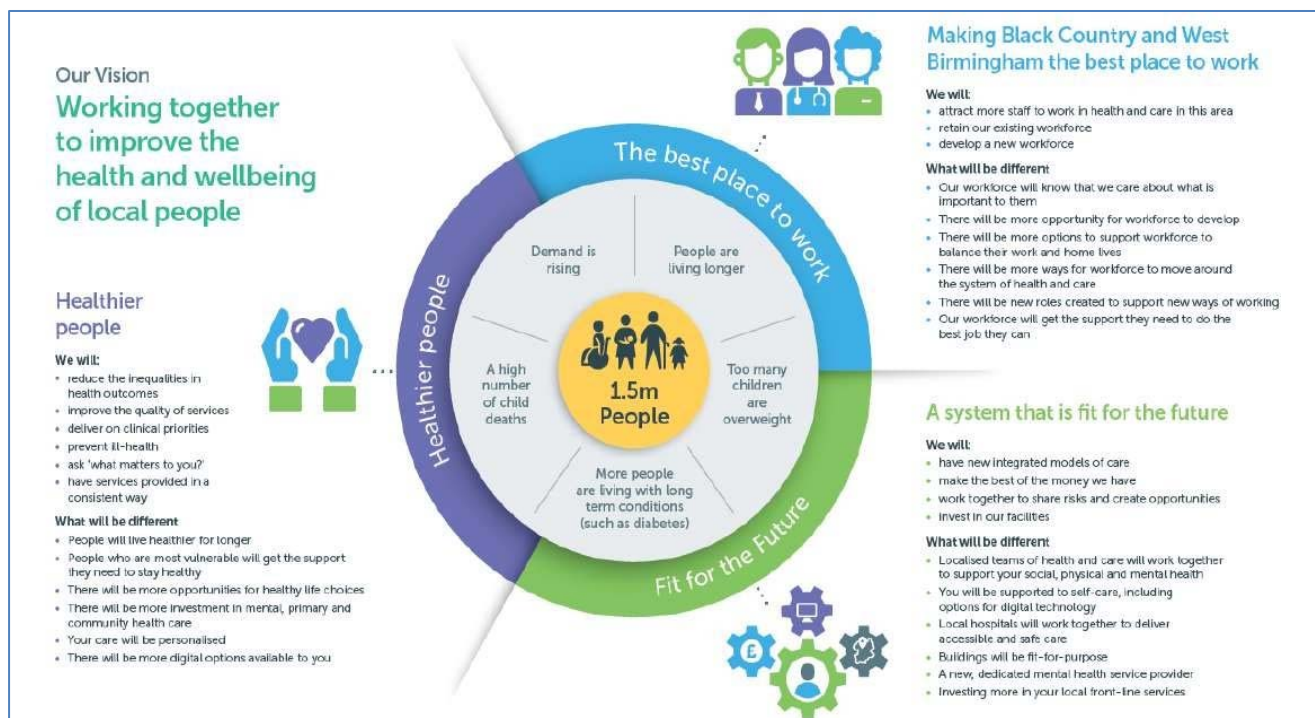 Our Vision
Working together
to improve the
health and wellbeing
of local people
Healthier
people
We will:
• reduce the inequalities in
health outcomes
• improve the quality of services
• deliver on clinical priorities
• prevent ill-health
• ask 'what matters to you?'
• have services provided in a
consistent way
What will be different
• People will live healthier for longer
• People who are most vulnerable will get the support
they need to stay healthy
• There will be more opportunities for healthy life choices
• There will be more investment in mental, primary and
community health care
• Your care will be personalised
• There will be more digital options available to you
Healthier people
The best place to work
Fit for the Future
Demand is
rising
People are
living longer
A high
number
of child
deaths
Too many
children
are
overweight
More people
are living with long
term conditions
(such as diabetes)
1.5m
People
£
Making Black Country and West
Birmingham the best place to work
We will:
• attract more staff to work in health and care in this area
• retain our existing workforce
• develop a new workforce
What will be different
• Our workforce will know that we care about what is
important to them
• There will be more opportunity for workforce to develop
• There will be more options to support workforce to
balance their work and home lives
• There will be more ways for workforce to move around
the system of health and care
• There will be new roles created to support new ways of working
• Our workforce will get the support they need to do the
best job they can
A system that is fit for the future
We will:
• have new integrated models of care
• make the best of the money we have
• work together to share risks and create opportunities
• invest in our facilities
What will be different
• Localised teams of health and care will work together
to support your social, physical and mental health
• You will be supported to self-care, including
options for digital technology
• Local hospitals will work together to deliver
accessible and safe care
• Buildings will be fit-for-purpose
• A new, dedicated mental health service provider
• Investing more in your local front-line services